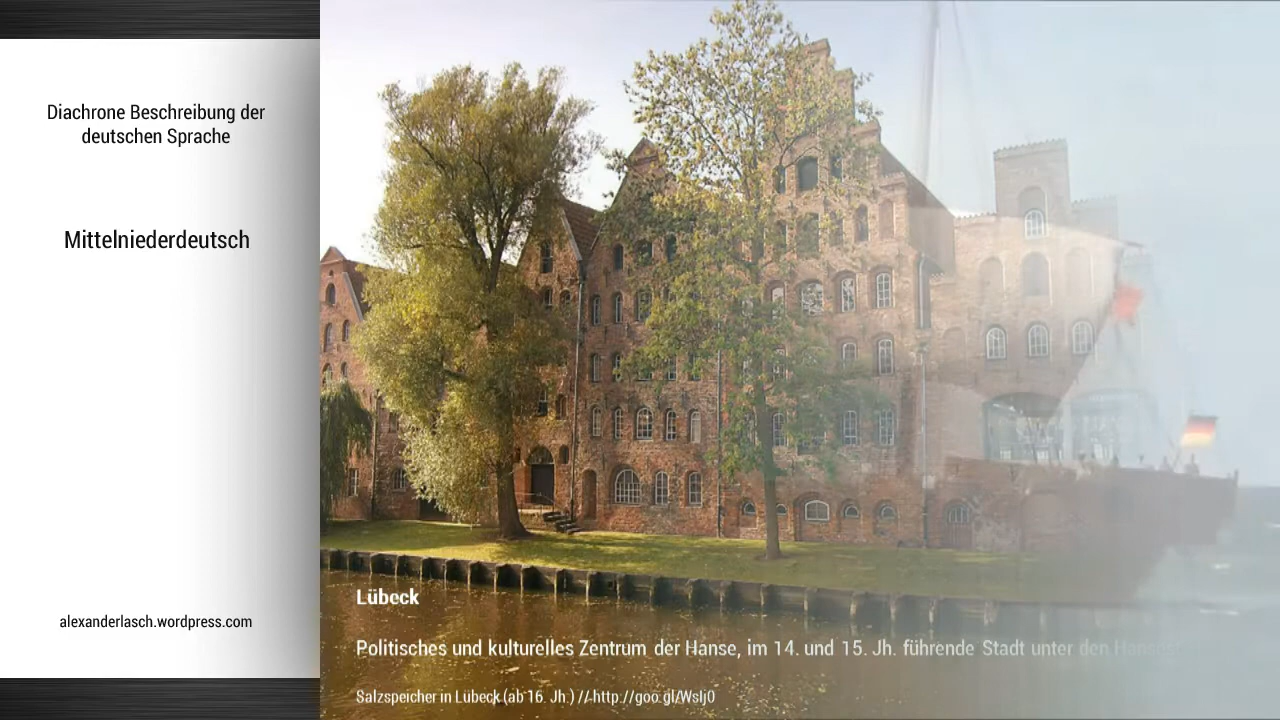 Diachrone Beschreibung der
deutschen Sprache
Mittelniederdeutsch
alexanderlasch.wordpress.com
Lübeck
Politisches und kulturelles Zentrum der Hanse, im 14. und 15. Jh. führende Stadt unter den
Salzspeicher in Lübeck (ab 16. Jh.) // http://goo.gl/WsIj0